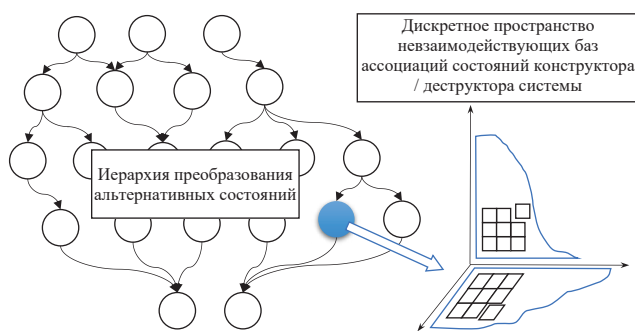 Дискретное пространство
невзаимодействующих баз
ассоциаций состояний конструктора
/ деструктора системы
Иерархия преобразования
альтернативных состояний